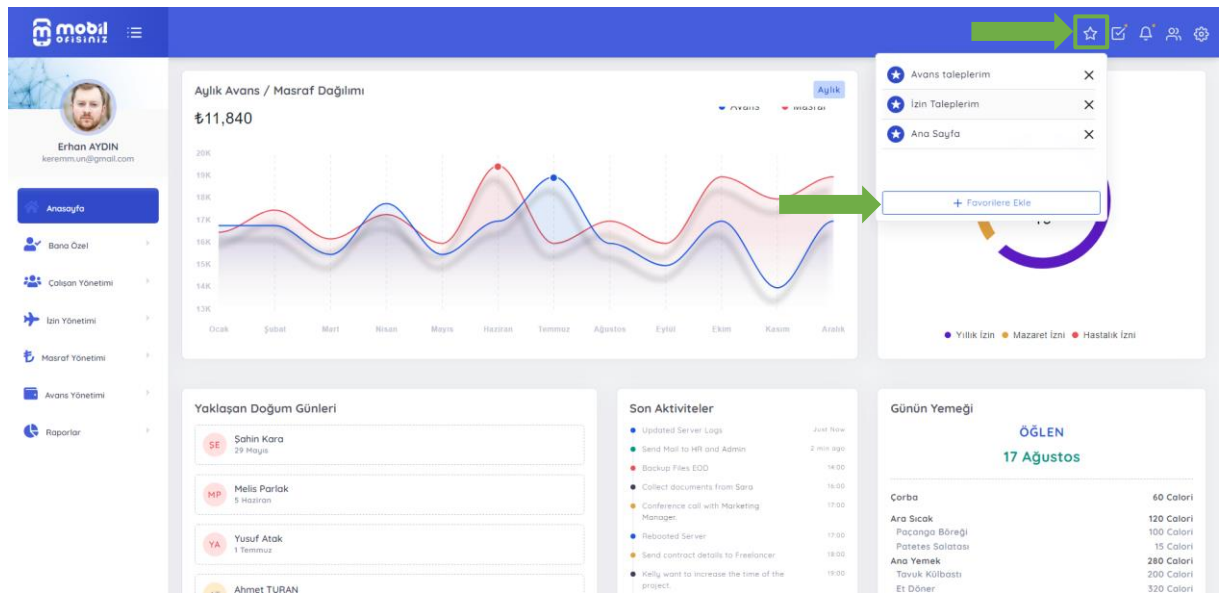 mobil
OFİSİNİZ
Erhan AYDIN
keremm.un@gmail.com
Anasayfa
Bana Özel
Çalışan Yönetimi
İzin Yönetimi
Masraf Yönetimi
Avans Yönetimi
Raporlar
Aylık Avans / Masraf Dağılımı
Aylık
₺11,840
Avans Masraf
20K
19K
18K
17K
16K
15K
14K
13K
Ocak Şubat Mart Nisan Mayıs Haziran Temmuz Ağustos Eylül Ekim Kasım Aralık
Avans taleplerim
İzin Taleplerim
Ana Sayfa
+ Favorilere Ekle
Yıllık İzin Mazaret İzni Hastalık İzni
Yaklaşan Doğum Günleri
ŞE Şahin Kara
29 Mayıs
MP Melis Parlak
5 Haziran
YA Yusuf Atak
1 Temmuz
Ahmet TURAN
Son Aktiviteler
Updated Server Logs Just Now
Send Mail to HR and Admin 2 min ago
Backup Files EOD 14:00
Collect documents from Sara 16:00
Conference call with Marketing 17:00
Manager.
Rebooted Server 17:00
Send contract details to Freelancer 18:00
Kelly want to increase the time of the 19:00
project.
Günün Yemeği
ÖĞLEN
17 Ağustos
Çorba 60 Calori
Ara Sıcak 120 Calori
Paçanga Böreği 100 Calori
Patetes Salatası 15 Calori
Ana Yemek 280 Calori
Tavuk Külbastı 200 Calori
Et Döner 320 Calori